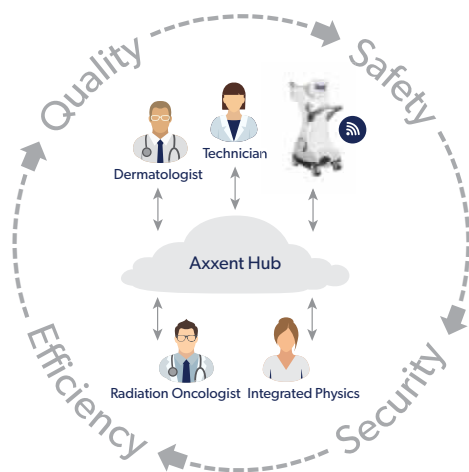 Quality
Safety
Technician
Dermatologist
Axxent Hub
Radiation Oncologist
Integrated Physics
Efficiency
Security